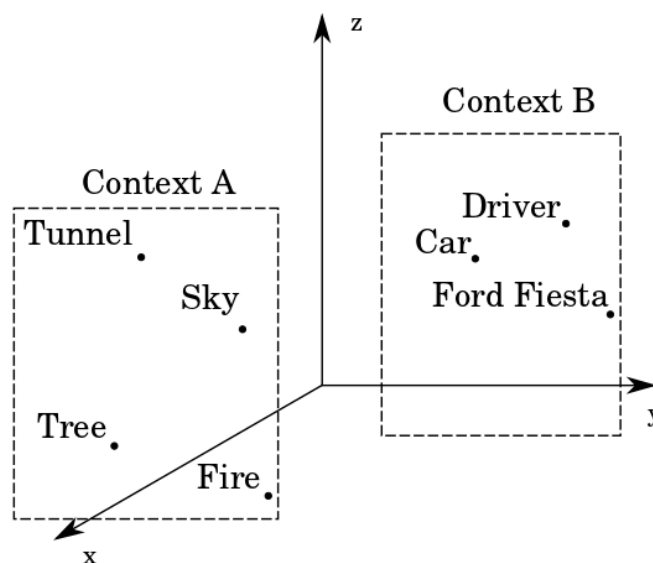 z
Context B
Context A
Driver
Tunnel
Car
Sky
Ford Fiesta
y
Tree
Fire
x